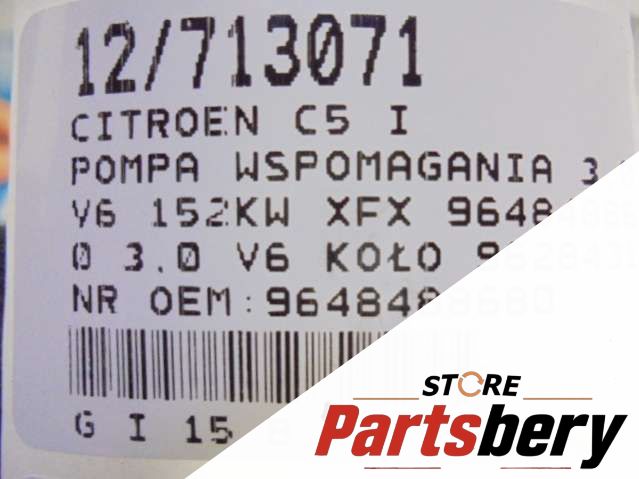 12/713071
CITROEN C5 I
POMPA WSPOMAGANIA
V6 152KW XFX
0 3.0 V6 KOŁO
NR OEM:
G I 15
STORE
Partsbery